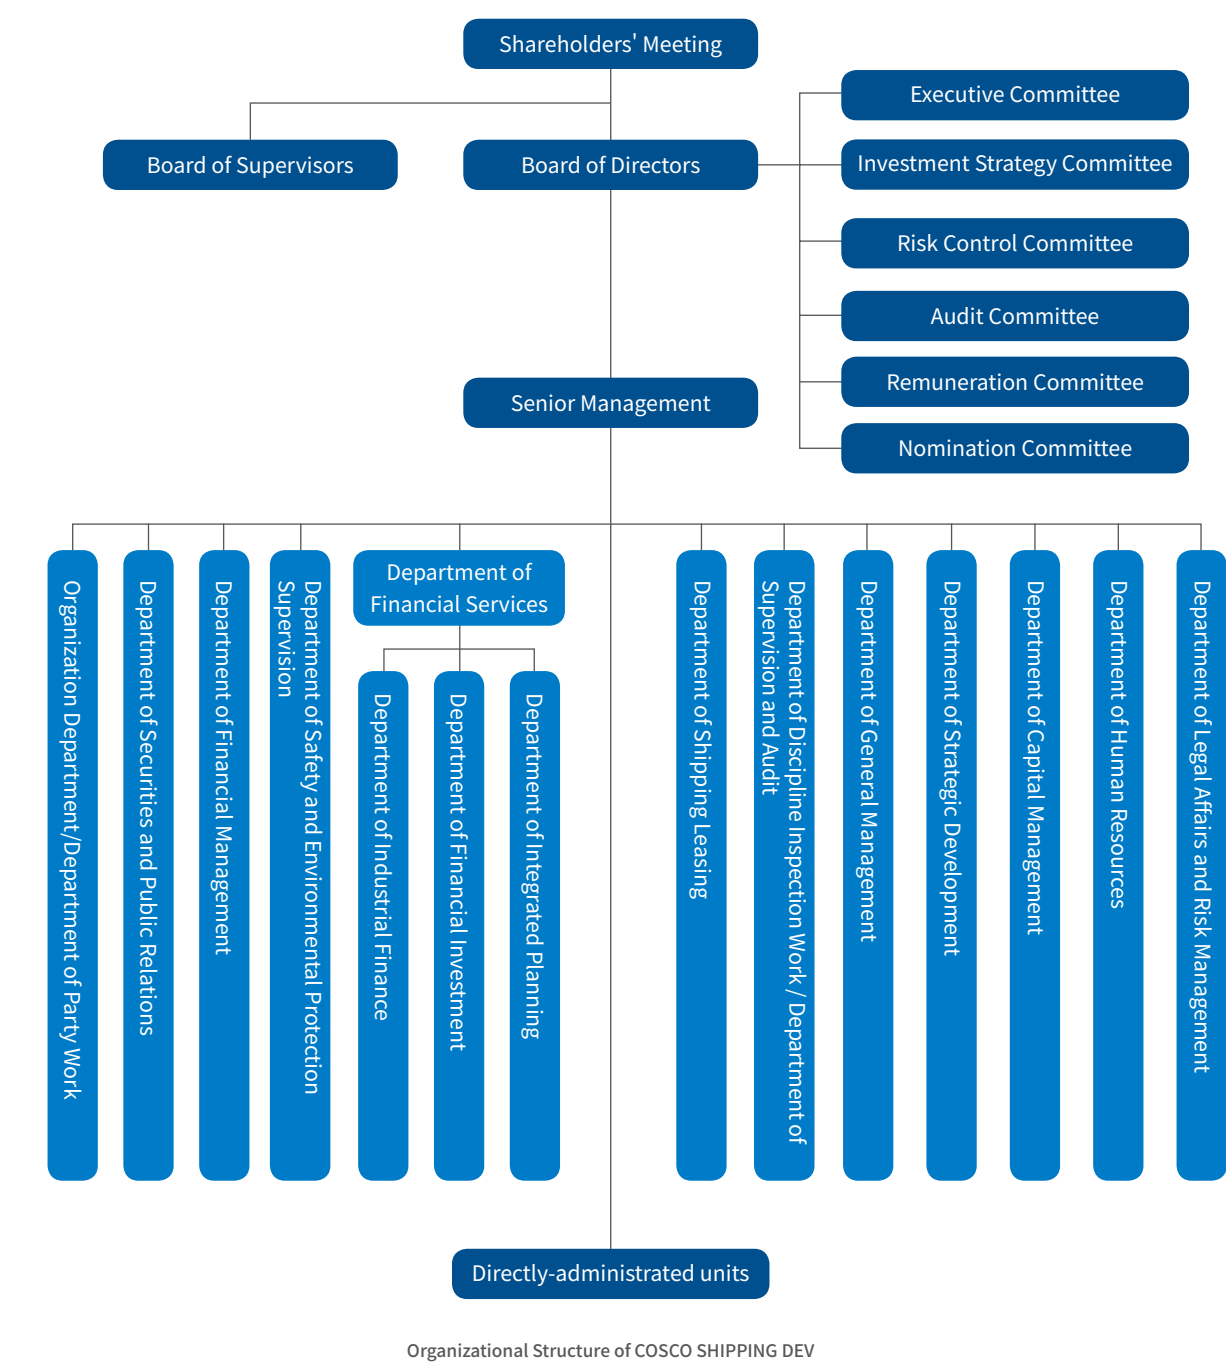 Shareholders' Meeting
Executive Committee
Board of Supervisors
Board of Directors
Investment Strategy Committee
Risk Control Committee
Audit Committee
Remuneration Committee
Senior Management
Nomination Committee
Organization Department/Department of Party Work
Department of Securities and Public Relations
Department of Financial Management
Department of Safety and Environmental Protection
Supervision
Department of
Financial Services
Department of Industrial Finance
Department of Financial Investment
Department of Integrated Planning
Department of Shipping Leasing
Department of Discipline Inspection Work / Department of
Supervision and Audit
Department of General Management
Department of Strategic Development
Department of Capital Management
Department of Human Resources
Department of Legal Affairs and Risk Management
Directly-administrated units
Organizational Structure of COSCO SHIPPING DEV